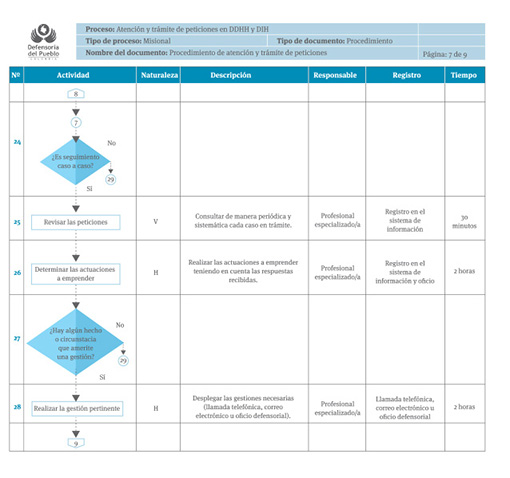 Defensoría
del Pueblo
COLOMBIA
Proceso: Atención y trámite de peticiones en DDHH y DIH
Tipo de proceso: Misional Tipo de documento: Procedimiento
Nombre del documento: Procedimiento de atención y trámite de peticiones Página: 7 de 9
Nº Actividad Naturaleza Descripción Responsable Registro Tiempo
8
7
24
¿Es seguimiento
caso a caso?
No
29
Sí
25
Revisar las peticiones
V
Consultar de manera periódica y
sistemática cada caso en trámite.
Profesional
especializado/a
Registro en el
sistema de
información
30
minutos
26
Determinar las actuaciones
a emprender
H
Realizar las actuaciones a emprender
teniendo en cuenta las respuestas
recibidas.
Profesional
especializado/a
Registro en el
sistema de
información y oficio
2 horas
27
¿Hay algún hecho
o circunstacia
que amerite
una gestión?
No
29
Sí
28
Realizar la gestión pertinente
H
Desplegar las gestiones necesarias
(llamada telefónica, correo
electrónico u oficio defensorial).
Profesional
especializado/a
Llamada telefónica,
correo electrónico u
oficio defensorial
2 horas
9